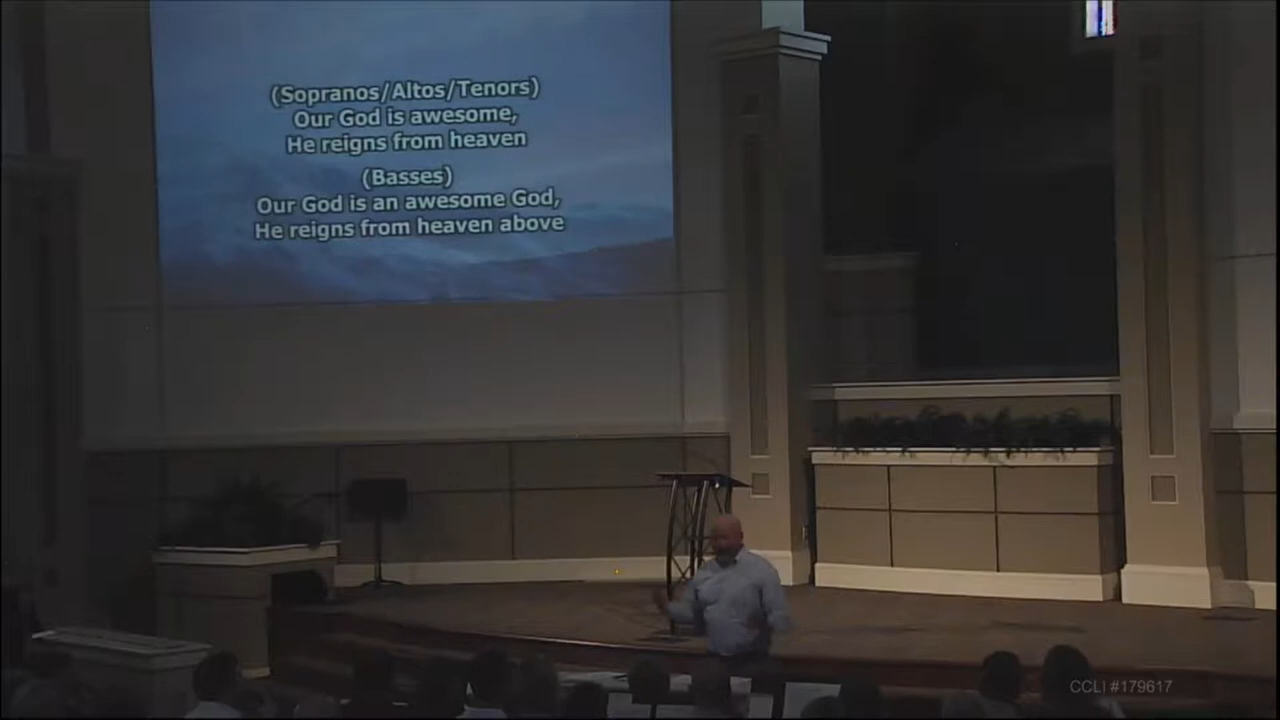 (Sopranos/Altos/Tenors)
Our God is awesome,
He reigns from heaven
(Basses)
Our God is an awesome God,
He reigns from heaven above
CCLI #179617